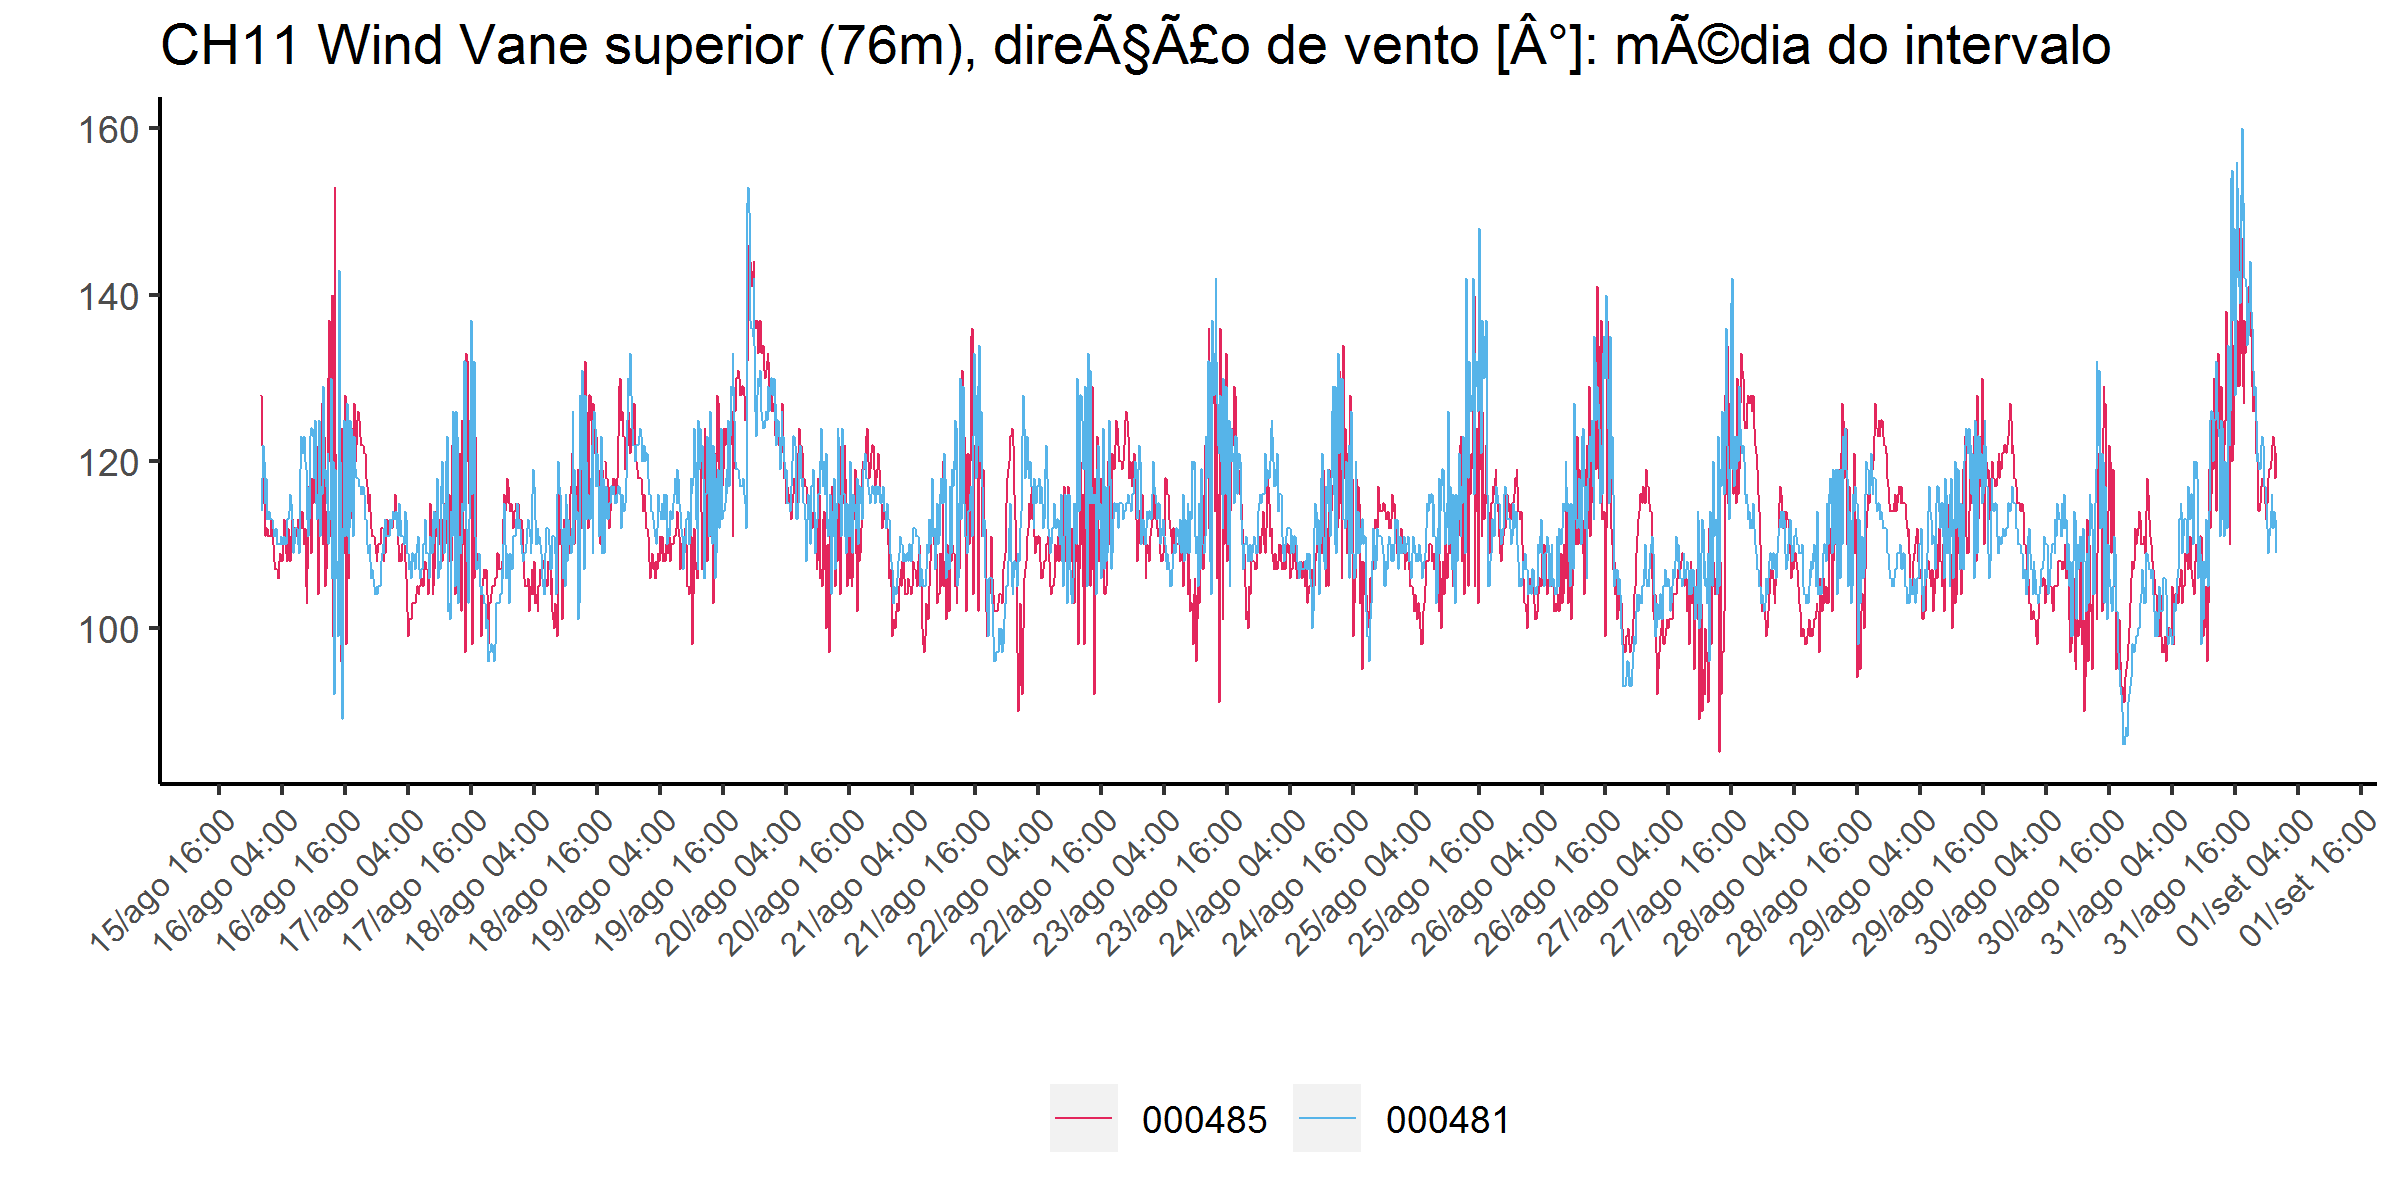 CH11 Wind Vane superior (76m), direÃ§Ã£o de vento [Â°]: mÃ©dia do intervalo
160
140
120
100
15/ago 16:00
16/ago 04:00
16/ago 16:00
17/ago 04:00
17/ago 16:00
18/ago 04:00
18/ago 16:00
19/ago 04:00
19/ago 16:00
20/ago 04:00
20/ago 16:00
21/ago 04:00
21/ago 16:00
22/ago 04:00
22/ago 16:00
23/ago 04:00
23/ago 16:00
24/ago 04:00
24/ago 16:00
25/ago 04:00
25/ago 16:00
26/ago 04:00
26/ago 16:00
27/ago 04:00
27/ago 16:00
28/ago 04:00
28/ago 16:00
29/ago 04:00
29/ago 16:00
30/ago 04:00
30/ago 16:00
31/ago 04:00
31/ago 16:00
01/set 04:00
01/set 16:00
000485 000481